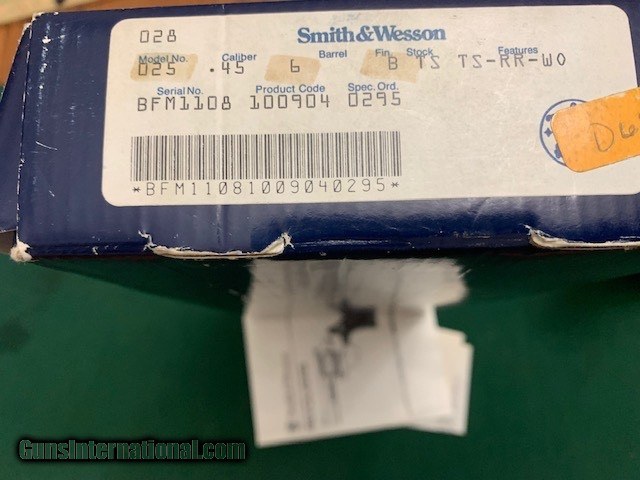 028
Smith & Wesson
Model No. Caliber Barrel Fin. Stock Features
025 .45 6 B TS TS-RR-WO
Serial No. Product Code Spec. Ord.
BFM1108 100904 0295
*BFM11081009040295*
GunsInternational.com